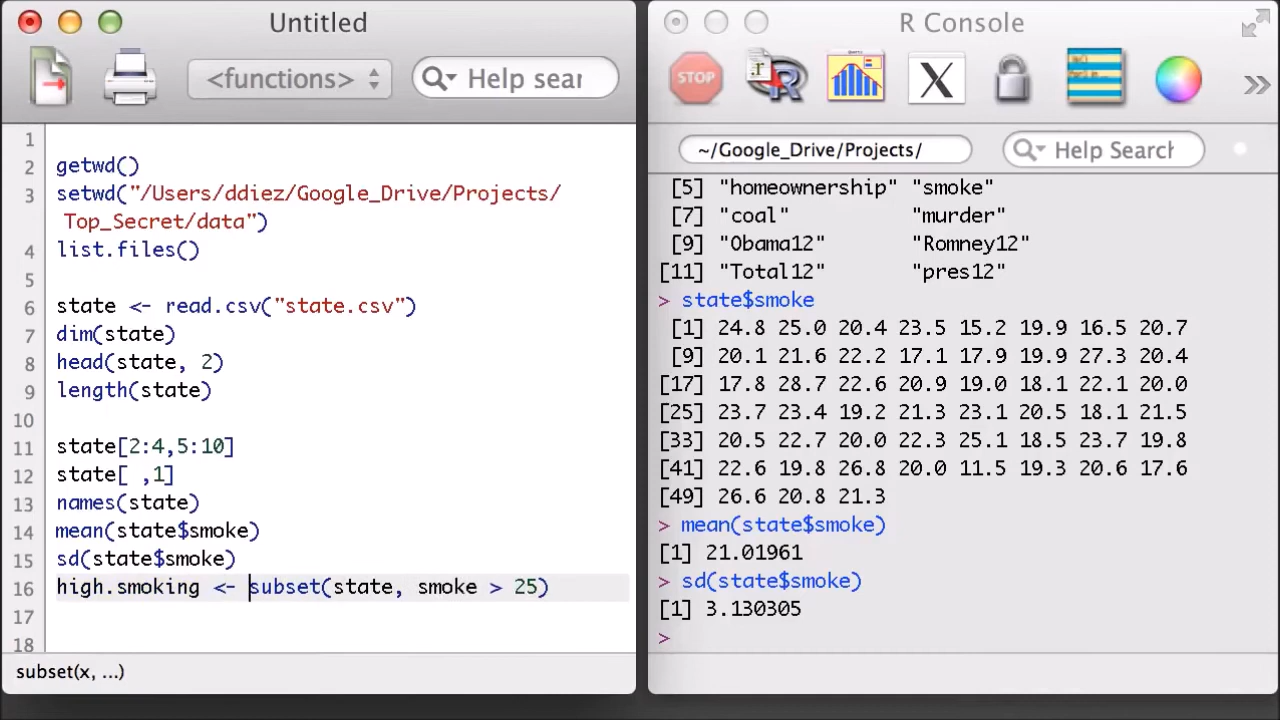 Untitled
<functions>
Help sear
1
2 getwd()
3 setwd("/Users/ddiez/Google_Drive/Projects/
Top_Secret/data")
4 list.files()
5
6 state <- read.csv("state.csv")
7 dim(state)
8 head(state, 2)
9 length(state)
10
11 state[2:4,5:10]
12 state[ ,1]
13 names(state)
14 mean(state$smoke)
15 sd(state$smoke)
16 high.smoking <- subset(state, smoke > 25)
17
18
subset(x, ...)
R Console
STOP
R
X
~/Google_Drive/Projects/
Help Search
[5] "homeownership" "smoke"
[7] "coal" "murder"
[9] "Obama12" "Romney12"
[11] "Total12" "pres12"
> state$smoke
[1] 24.8 25.0 20.4 23.5 15.2 19.9 16.5 20.7
[9] 20.1 21.6 22.2 17.1 17.9 19.9 27.3 20.4
[17] 17.8 28.7 22.6 20.9 19.0 18.1 22.1 20.0
[25] 23.7 23.4 19.2 21.3 23.1 20.5 18.1 21.5
[33] 20.5 22.7 20.0 22.3 25.1 18.5 23.7 19.8
[41] 22.6 19.8 26.8 20.0 11.5 19.3 20.6 17.6
[49] 26.6 20.8 21.3
> mean(state$smoke)
[1] 21.01961
> sd(state$smoke)
[1] 3.130305
>